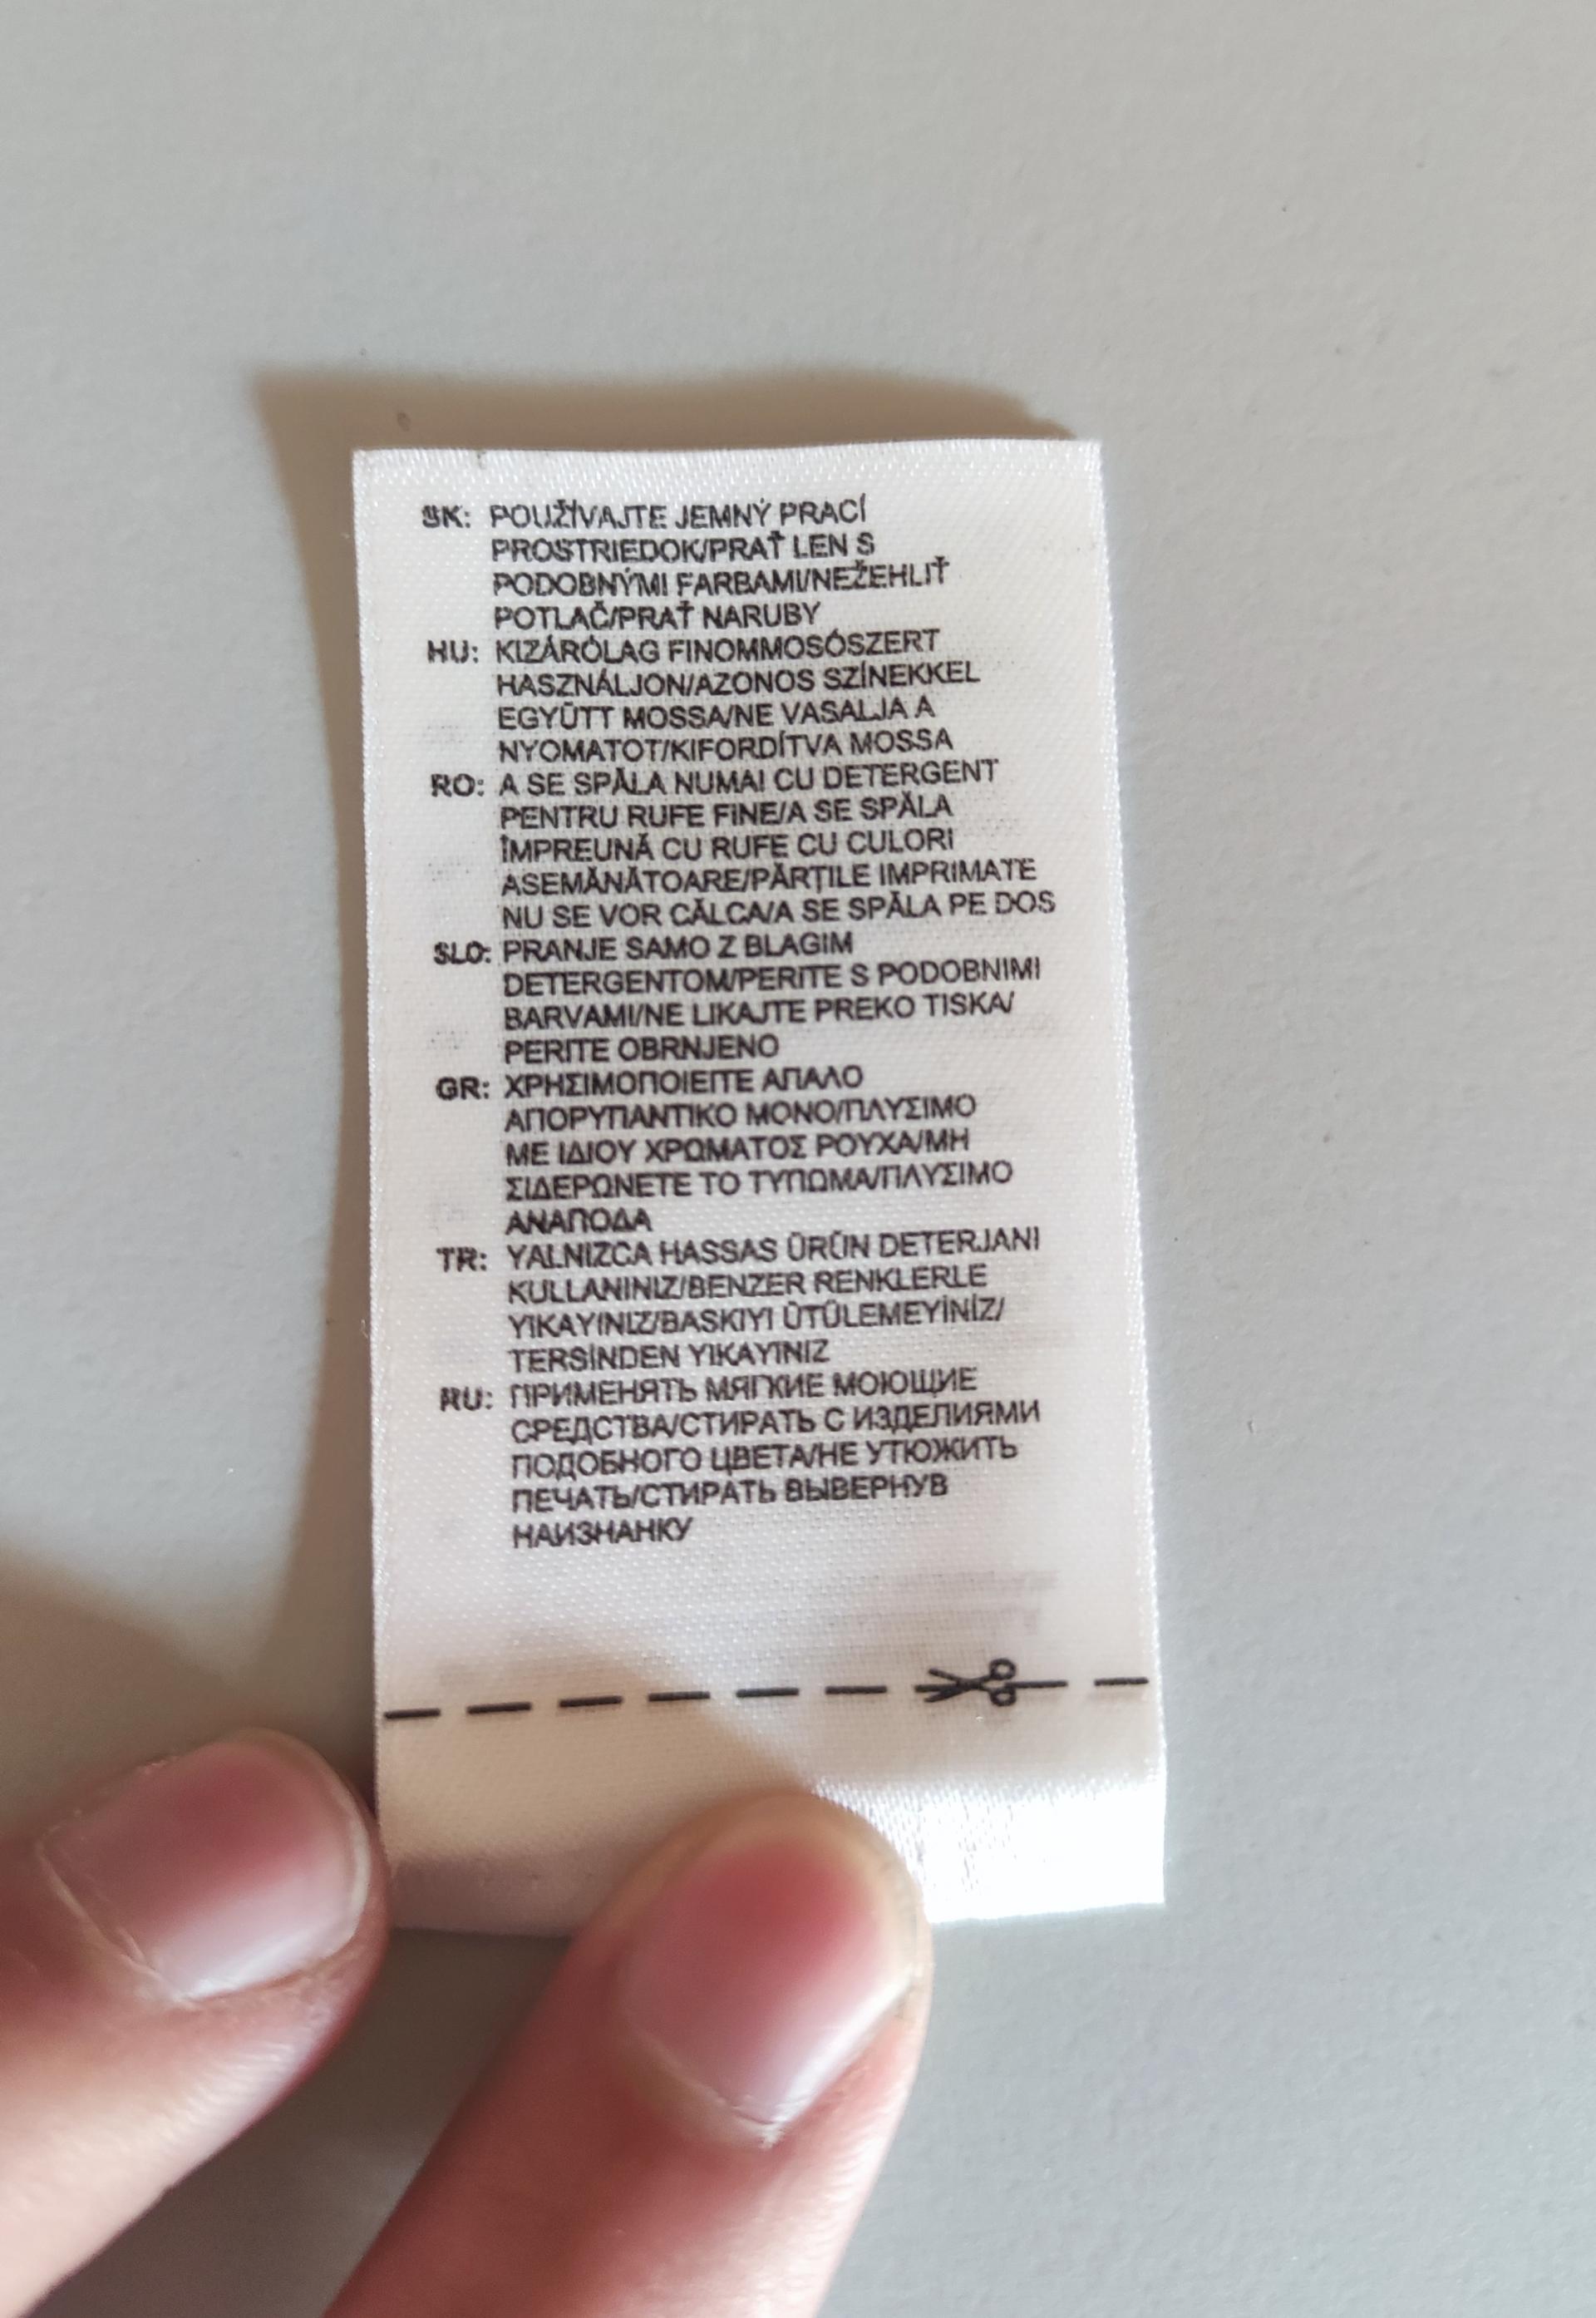 SK: POUŽÍVAJTE JEMNÝ PRACÍ
PROSTRIEDOK/PRAŤ LEN S
PODOBNÝMI FARBAMI/NEŽEHLIŤ
POTLAČ/PRAŤ NARUBY
HU: KIZÁRÓLAG FINOMMOSÓSZERT
HASZNÁLJON/AZONOS SZÍNEKKEL
EGYÜTT MOSSA/NE VASALJA A
NYOMATOT/KIFORDÍTVA MOSSA
RO: A SE SPĂLA NUMAI CU DETERGENT
PENTRU RUFE FINE/A SE SPĂLA
ÎMPREUNĂ CU RUFE CU CULORI
ASEMĂNĂTOARE/PĂRȚILE IMPRIMATE
NU SE VOR CĂLCA/A SE SPĂLA PE DOS
SLO: PRANJE SAMO Z BLAGIM
DETERGENTOM/PERITE S PODOBNIMI
BARVAMI/NE LIKAJTE PREKO TISKA/
PERITE OBRNJENO
GR: ΧΡΗΣΙΜΟΠΟΙΕΙΤΕ ΑΠΑΛΟ
ΑΠΟΡΥΠΑΝΤΙΚΟ ΜΟΝΟ/ΠΛΥΣΙΜΟ
ΜΕ ΙΔΙΟΥ ΧΡΩΜΑΤΟΣ ΡΟΥΧΑ/ΜΗ
ΣΙΔΕΡΩΝΕΤΕ ΤΟ ΤΥΠΩΜΑ/ΠΛΥΣΙΜΟ
ΑΝΑΠΟΔΑ
TR: YALNIZCA HASSAS ÜRÜN DETERJANI
KULLANINIZ/BENZER RENKLERLE
YIKAYINIZ/BASKIYI ÜTÜLEMEYİNİZ/
TERSİNDEN YIKAYINIZ
RU: ПРИМЕНЯТЬ МЯГКИЕ МОЮЩИЕ
СРЕДСТВА/СТИРАТЬ С ИЗДЕЛИЯМИ
ПОДОБНОГО ЦВЕТА/НЕ УТЮЖИТЬ
ПЕЧАТЬ/СТИРАТЬ ВЫВЕРНУВ
НАИЗНАНКУ